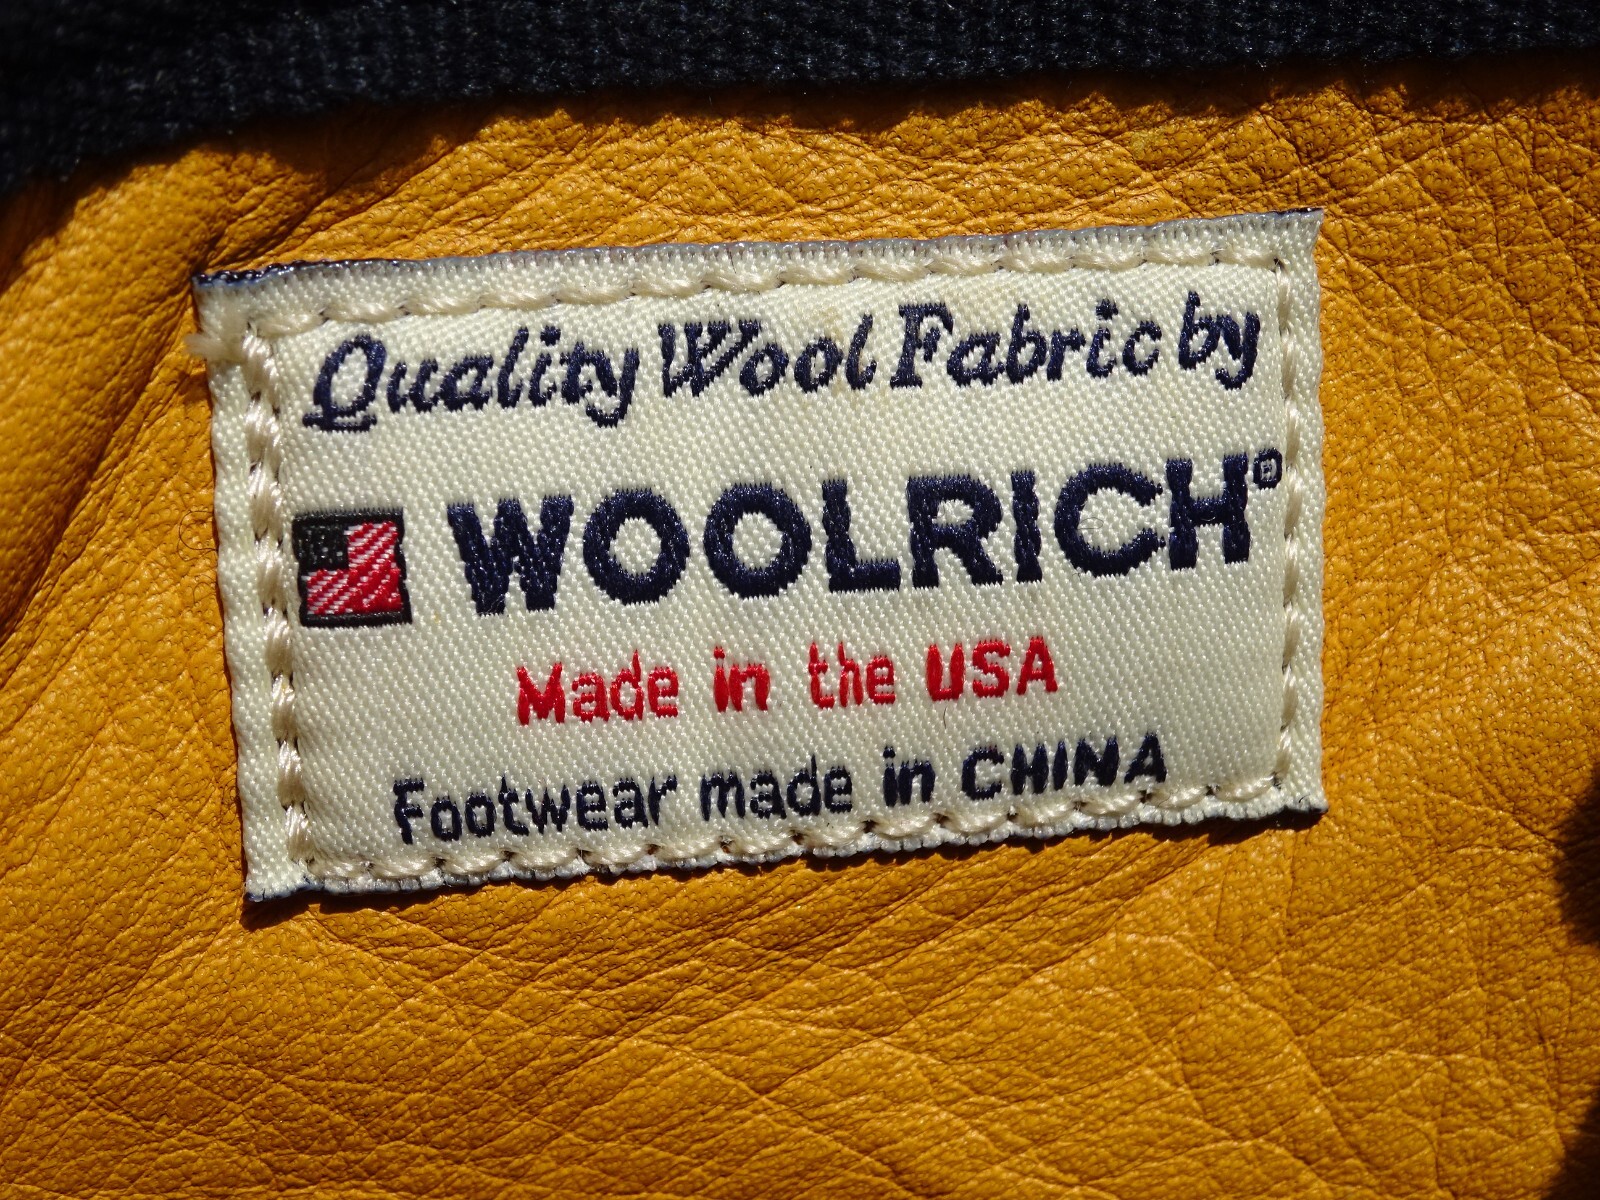 Quality Wool Fabric by
WOOLRICH®
Made in the USA
Footwear made in CHINA